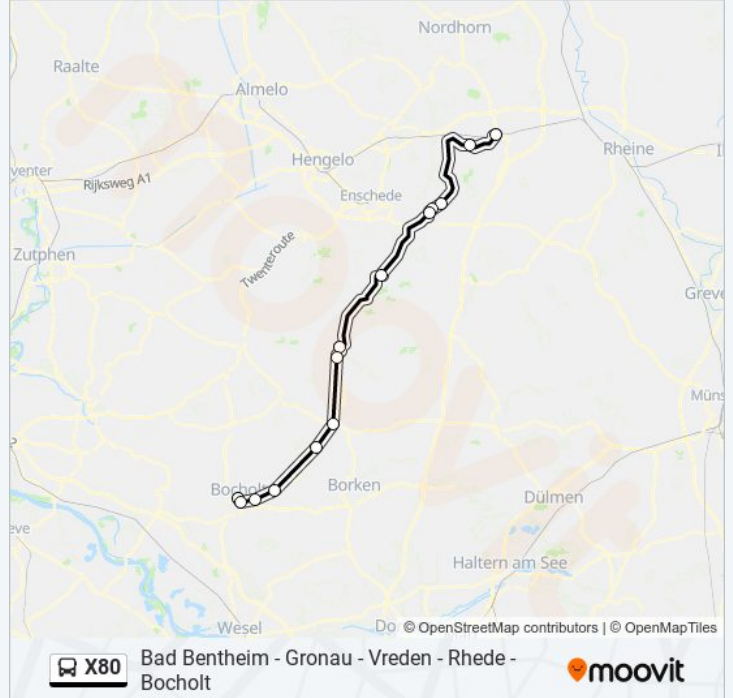 Nordhorn
Raalte
Almelo
Rheine
Hengelo
venter
Rijksweg A1
Enschede
Zutphen
Twenteroute
Greve
Müns
Bocholt
Borken
Dülmen
eve
Haltern am See
Wesel
Do
© OpenStreetMap contributors | © OpenMapTiles
X80
Bad Bentheim - Gronau - Vreden - Rhede -
Bocholt
moovit